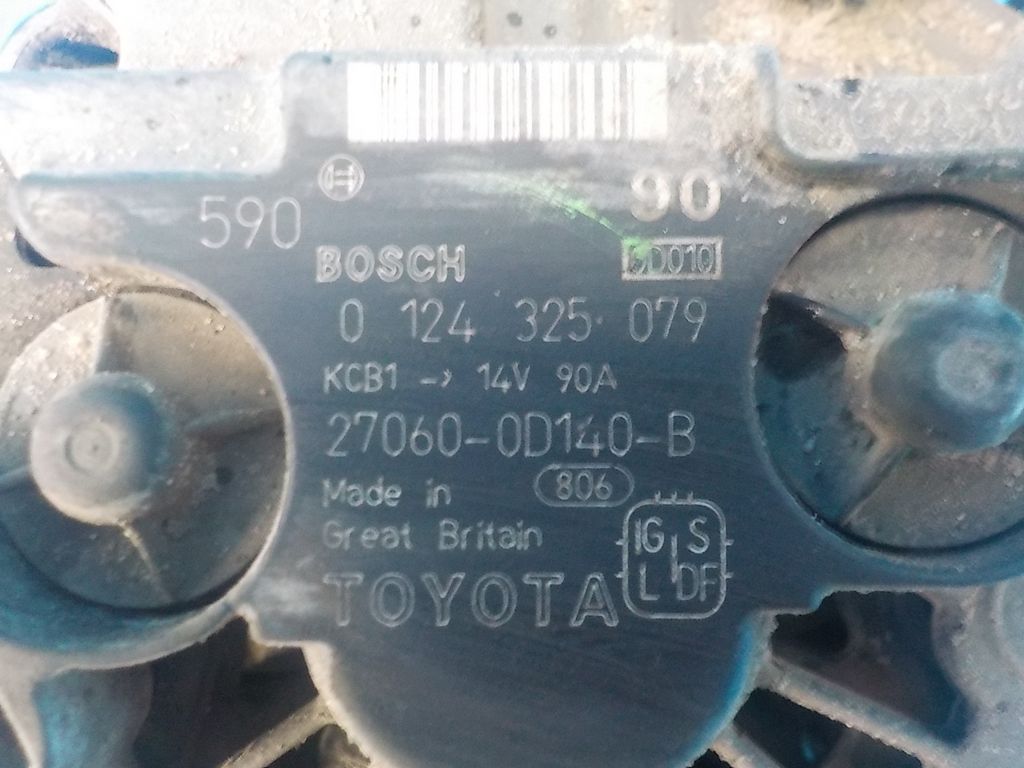 90
590
BOSCH
0 124 325 079
KCB1 -> 14V 90A
27060-0D140-B
Made in 806
Great Britain
IG S
L DF
TOYOTA